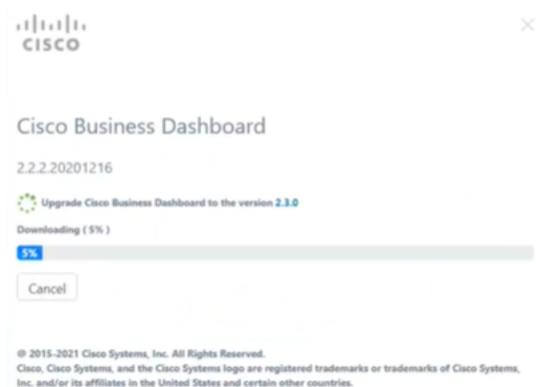 CISCO
Cisco Business Dashboard
2.2.2.20201216
Upgrade Cisco Business Dashboard to the version 2.3.0
Downloading ( 5% )
5%
Cancel
@ 2015-2021 Cisco Systems, Inc. All Rights Reserved.
Cisco, Cisco Systems, and the Cisco Systems logo are registered trademarks or trademarks of Cisco Systems,
Inc. and/or its affiliates in the United States and certain other countries.